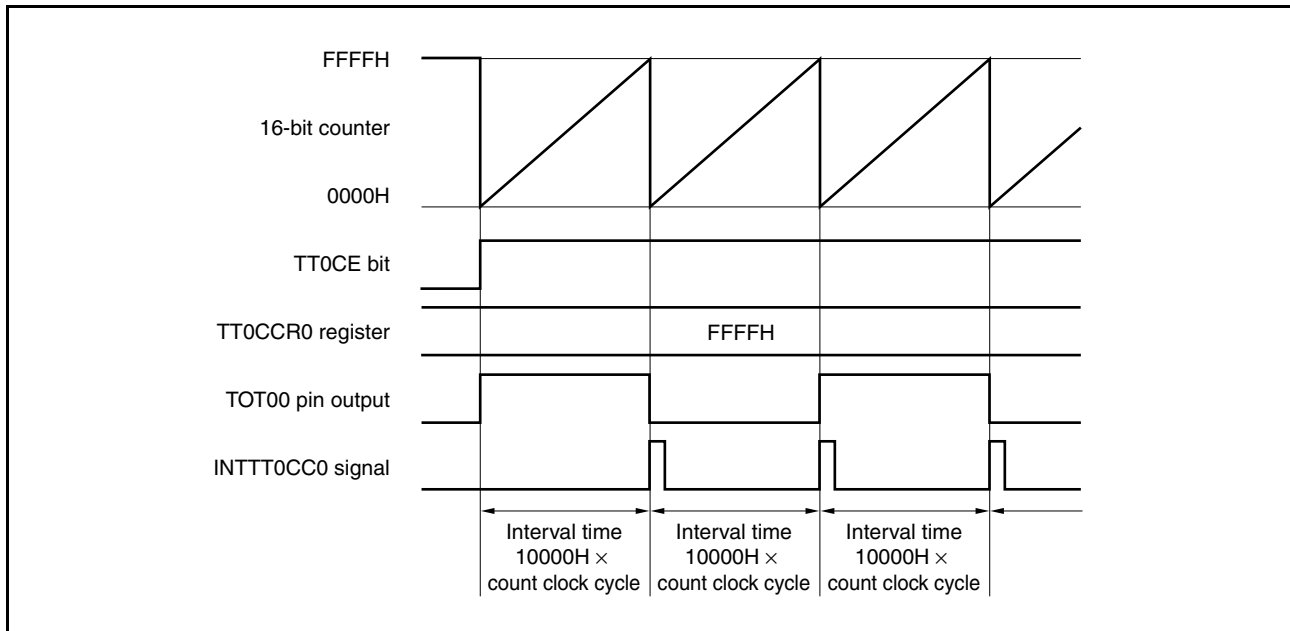 FFFFH
16-bit counter
0000H
TT0CE bit
TT0CCR0 register
FFFFH
TOT00 pin output
INTTT0CC0 signal
Interval time
10000H ×
count clock cycle
Interval time
10000H ×
count clock cycle
Interval time
10000H ×
count clock cycle